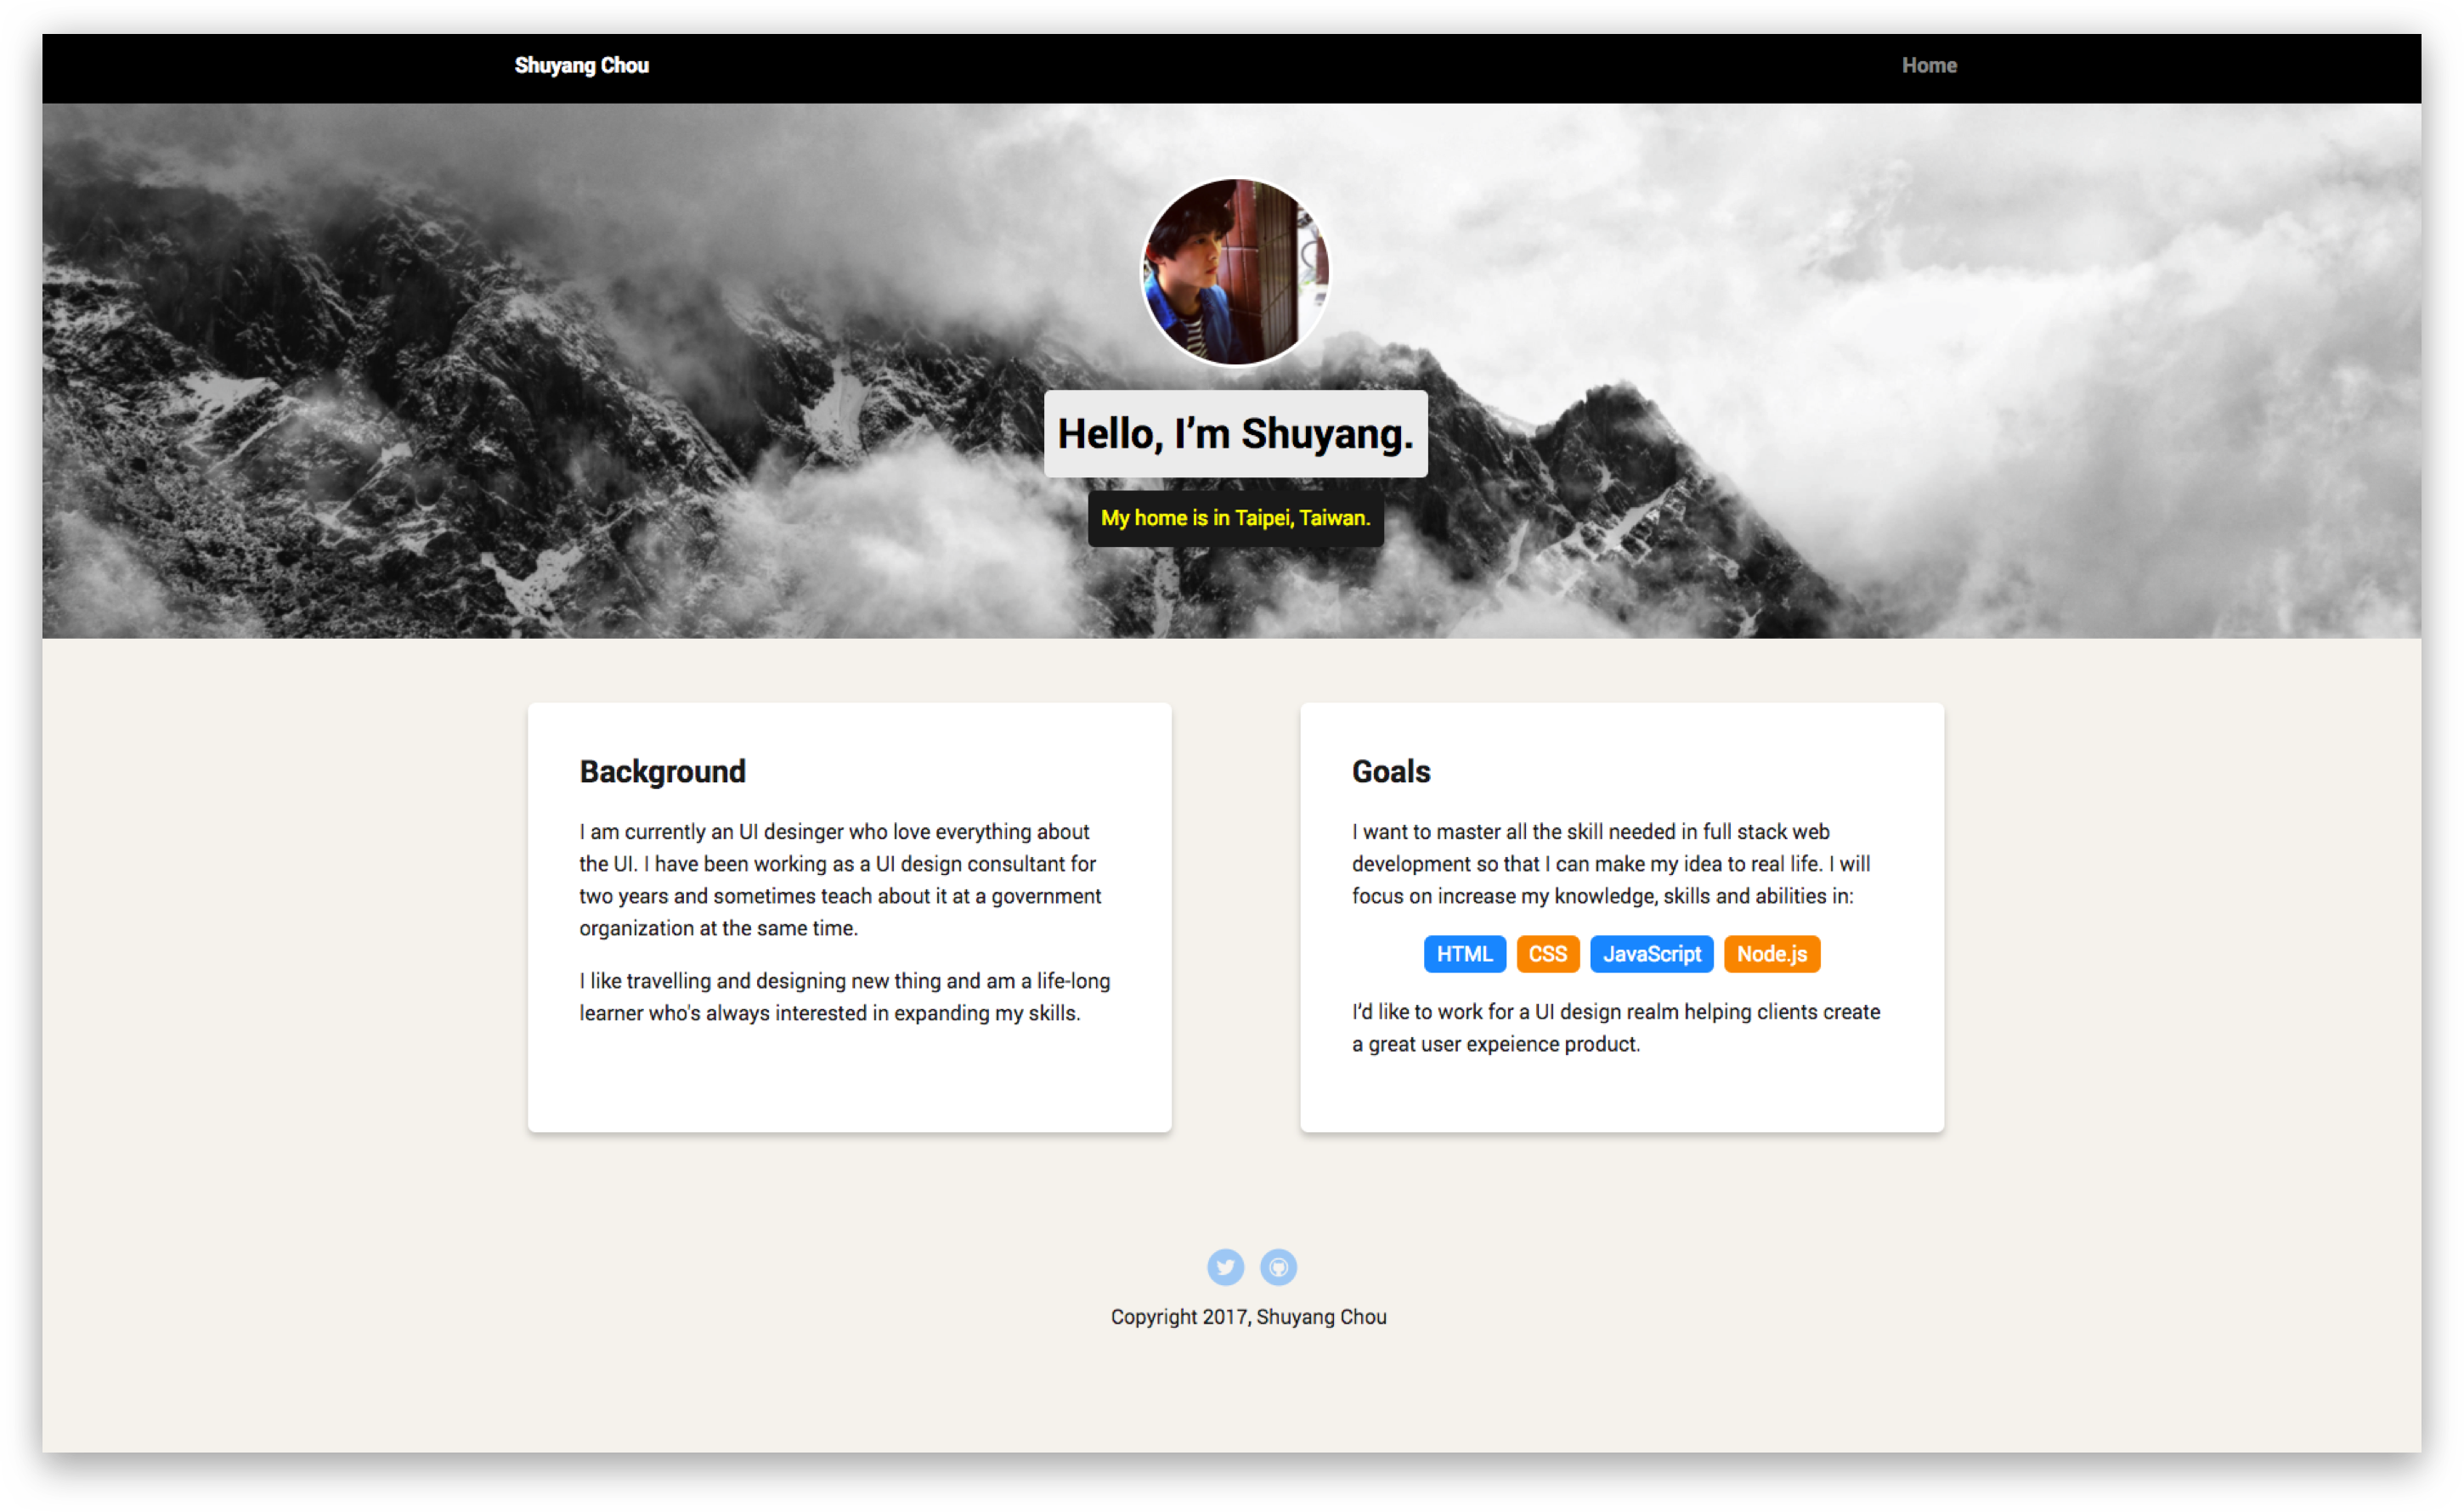 Shuyang Chou
Home
Hello, I’m Shuyang.
My home is in Taipei, Taiwan.
Background
I am currently an UI desinger who love everything about
the UI. I have been working as a UI design consultant for
two years and sometimes teach about it at a government
organization at the same time.
I like travelling and designing new thing and am a life-long
learner who's always interested in expanding my skills.
Goals
I want to master all the skill needed in full stack web
development so that I can make my idea to real life. I will
focus on increase my knowledge, skills and abilities in:
HTML CSS JavaScript Node.js
I’d like to work for a UI design realm helping clients create
a great user expeience product.
Copyright 2017, Shuyang Chou